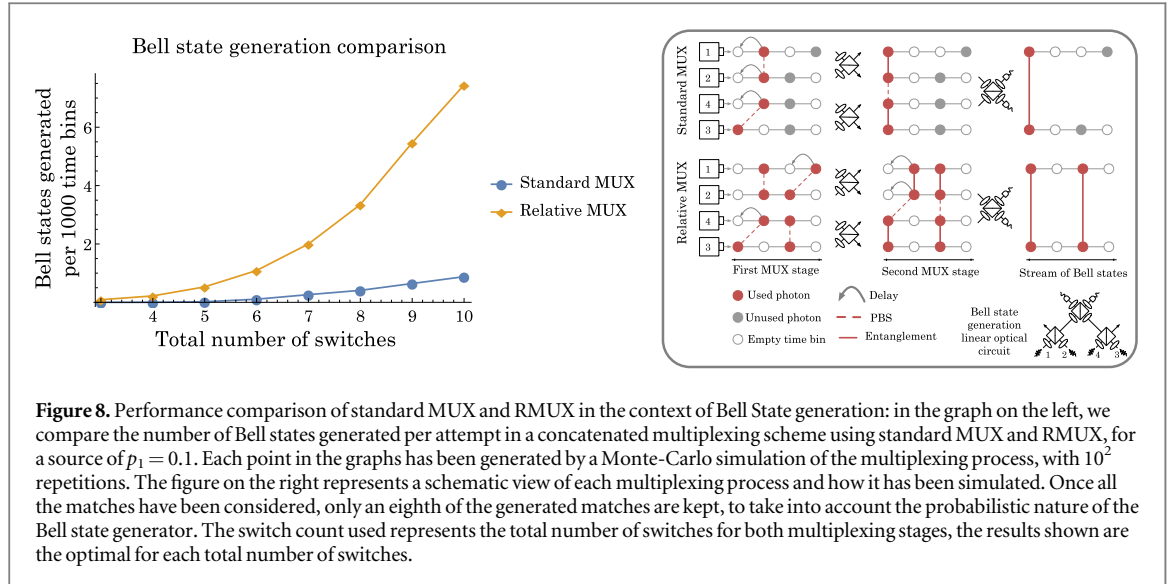 Bell state generation comparison
Bell states generated
per 1000 time bins
6
4
2
4
5
6
7
8
9
10
Total number of switches
Standard MUX
Relative MUX
Standard MUX
1
2
4
3
Relative MUX
1
2
4
3
First MUX stage
Second MUX stage
Stream of Bell states
Used photon
Unused photon
Empty time bin
Delay
PBS
Entanglement
Bell state
generation
linear optical
circuit
1 2 4 3
Figure 8. Performance comparison of standard MUX and RMUX in the context of Bell State generation: in the graph on the left, we
compare the number of Bell states generated per attempt in a concatenated multiplexing scheme using standard MUX and RMUX, for
a source of p₁ = 0.1. Each point in the graphs has been generated by a Monte-Carlo simulation of the multiplexing process, with 10²
repetitions. The figure on the right represents a schematic view of each multiplexing process and how it has been simulated. Once all
the matches have been considered, only an eighth of the generated matches are kept, to take into account the probabilistic nature of the
Bell state generator. The switch count used represents the total number of switches for both multiplexing stages, the results shown are
the optimal for each total number of switches.